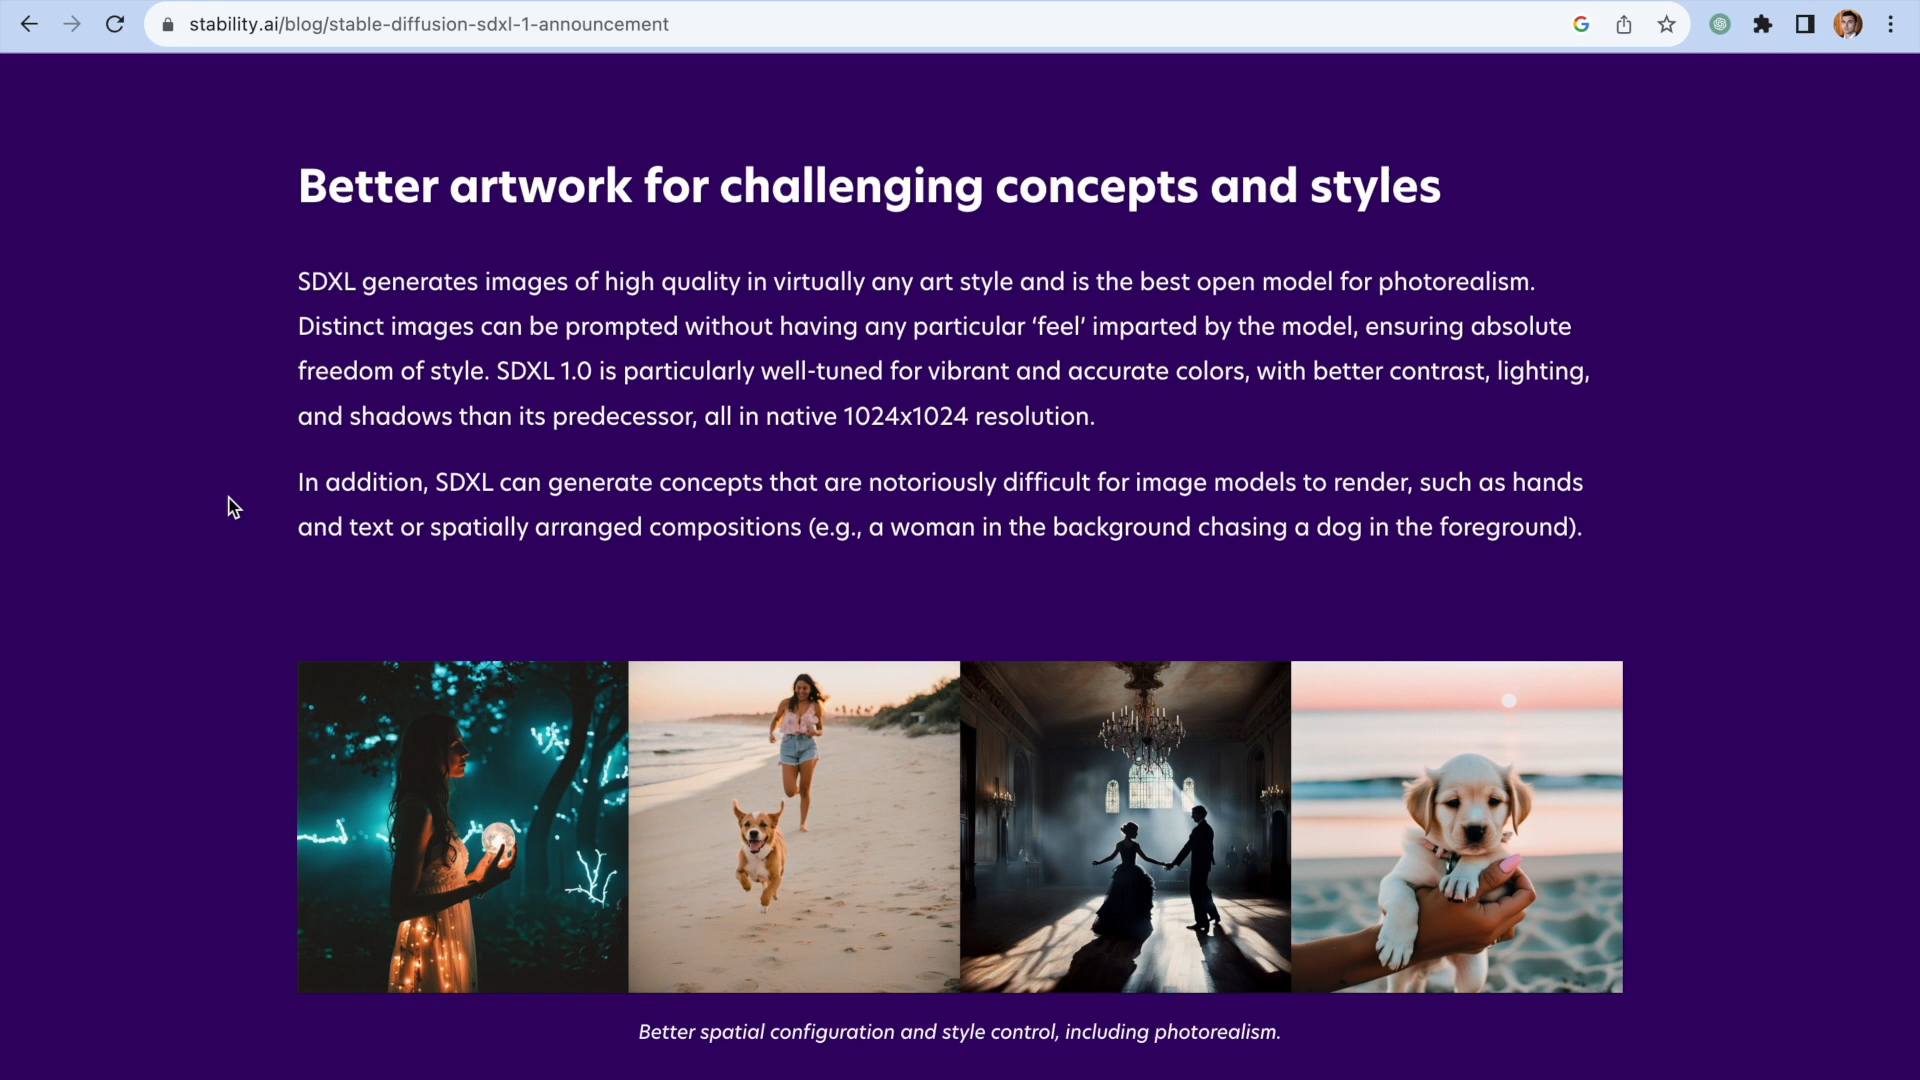 stability.ai/blog/stable-diffusion-sdxl-1-announcement
Better artwork for challenging concepts and styles
SDXL generates images of high quality in virtually any art style and is the best open model for photorealism.
Distinct images can be prompted without having any particular ‘feel’ imparted by the model, ensuring absolute
freedom of style. SDXL 1.0 is particularly well-tuned for vibrant and accurate colors, with better contrast, lighting,
and shadows than its predecessor, all in native 1024x1024 resolution.
In addition, SDXL can generate concepts that are notoriously difficult for image models to render, such as hands
and text or spatially arranged compositions (e.g., a woman in the background chasing a dog in the foreground).
Better spatial configuration and style control, including photorealism.